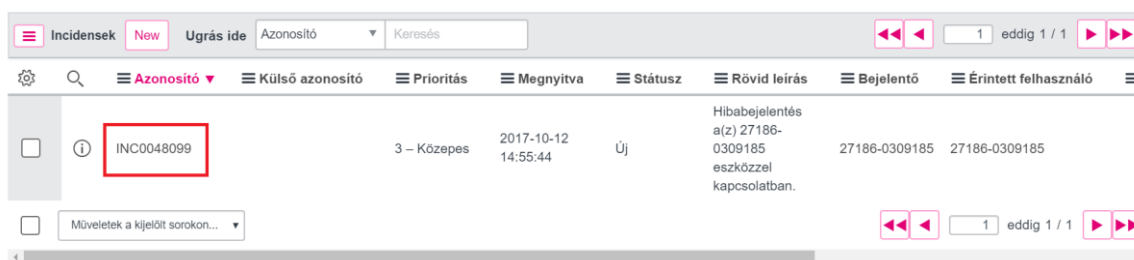 Incidensek New Ugrás ide Azonosító Keresés 1 eddig 1 / 1
Azonosító Külső azonosító Prioritás Megnyitva Státusz Rövid leírás Bejelentő Érintett felhasználó
INC0048099 3 – Közepes 2017-10-12 14:55:44 Új Hibabejelentés a(z) 27186-0309185 eszközzel kapcsolatban. 27186-0309185 27186-0309185
Műveletek a kijelölt sorokon... 1 eddig 1 / 1